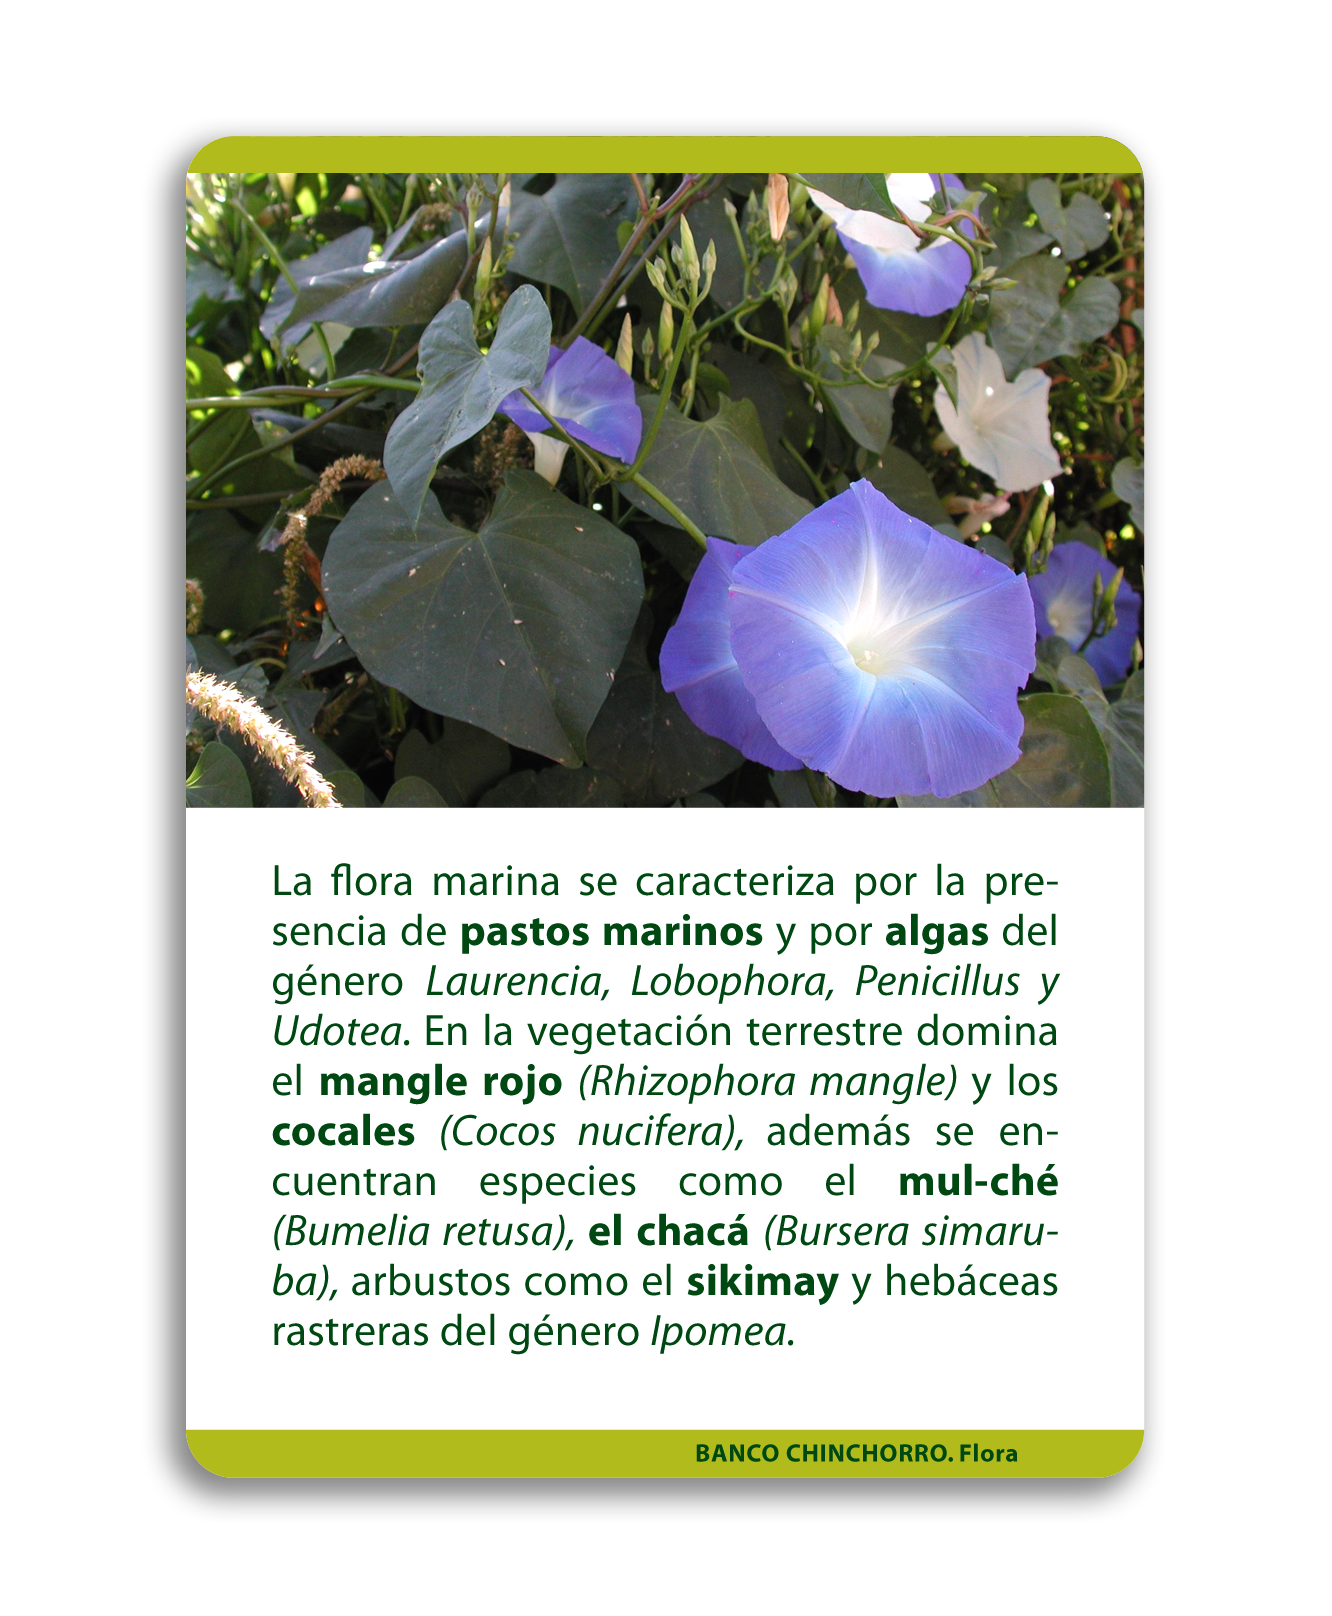 La flora marina se caracteriza por la pre-
sencia de pastos marinos y por algas del
género Laurencia, Lobophora, Penicillus y
Udotea. En la vegetación terrestre domina
el mangle rojo (Rhizophora mangle) y los
cocales (Cocos nucifera), además se en-
cuentran especies como el mul-ché
(Bumelia retusa), el chacá (Bursera simaru-
ba), arbustos como el sikimay y hebáceas
rastreras del género Ipomea.
BANCO CHINCHORRO. Flora